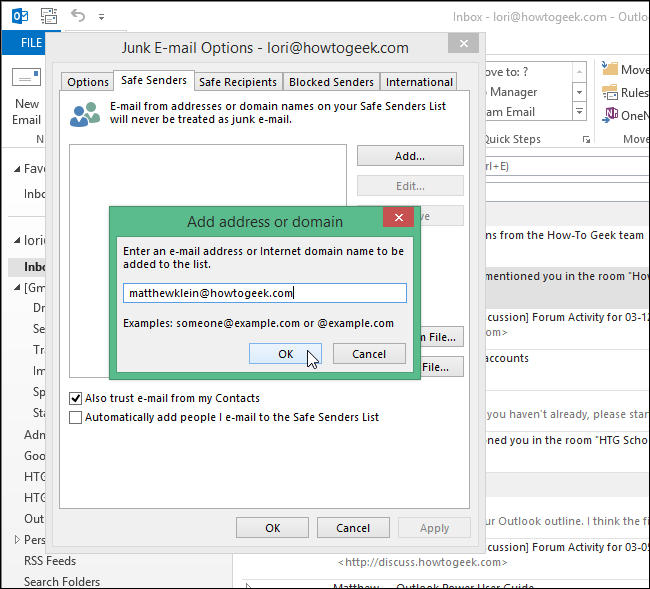 Inbox - lori@howtogeek.com - Outlo
FILE
Junk E-mail Options - lori@howtogeek.com
Options
Safe Senders
Safe Recipients
Blocked Senders
International
E-mail from addresses or domain names on your Safe Senders List
will never be treated as junk e-mail.
Add...
Edit...
New
Email
ve to: ?
Manager
am Email
Quick Steps
Move
Rules
OneN
rl+E)
Favo
Inbo
lori@
Inbo
[Gm
Dr
Se
Tra
Im
Sp
Sta
Adm
Goo
HTG
HTG
Out
Pers
RSS Feeds
Search Folders
Add address or domain
Enter an e-mail address or Internet domain name to be
added to the list.
matthewklein@howtogeek.com
Examples: someone@example.com or @example.com
OK
Cancel
File...
File...
Also trust e-mail from my Contacts
Automatically add people I e-mail to the Safe Senders List
OK
Cancel
Apply
ns from the How-To Geek team
mentioned you in the room "How
cussion] Forum Activity for 03-12
com>
accounts
you haven't already, please star
ned you in the room "HTG Scho
ur Outlook outline. I think the fi
cussion] Forum Activity for 03-05
<http://discuss.howtogeek.com>
Matthew - Outlook Power User Guide